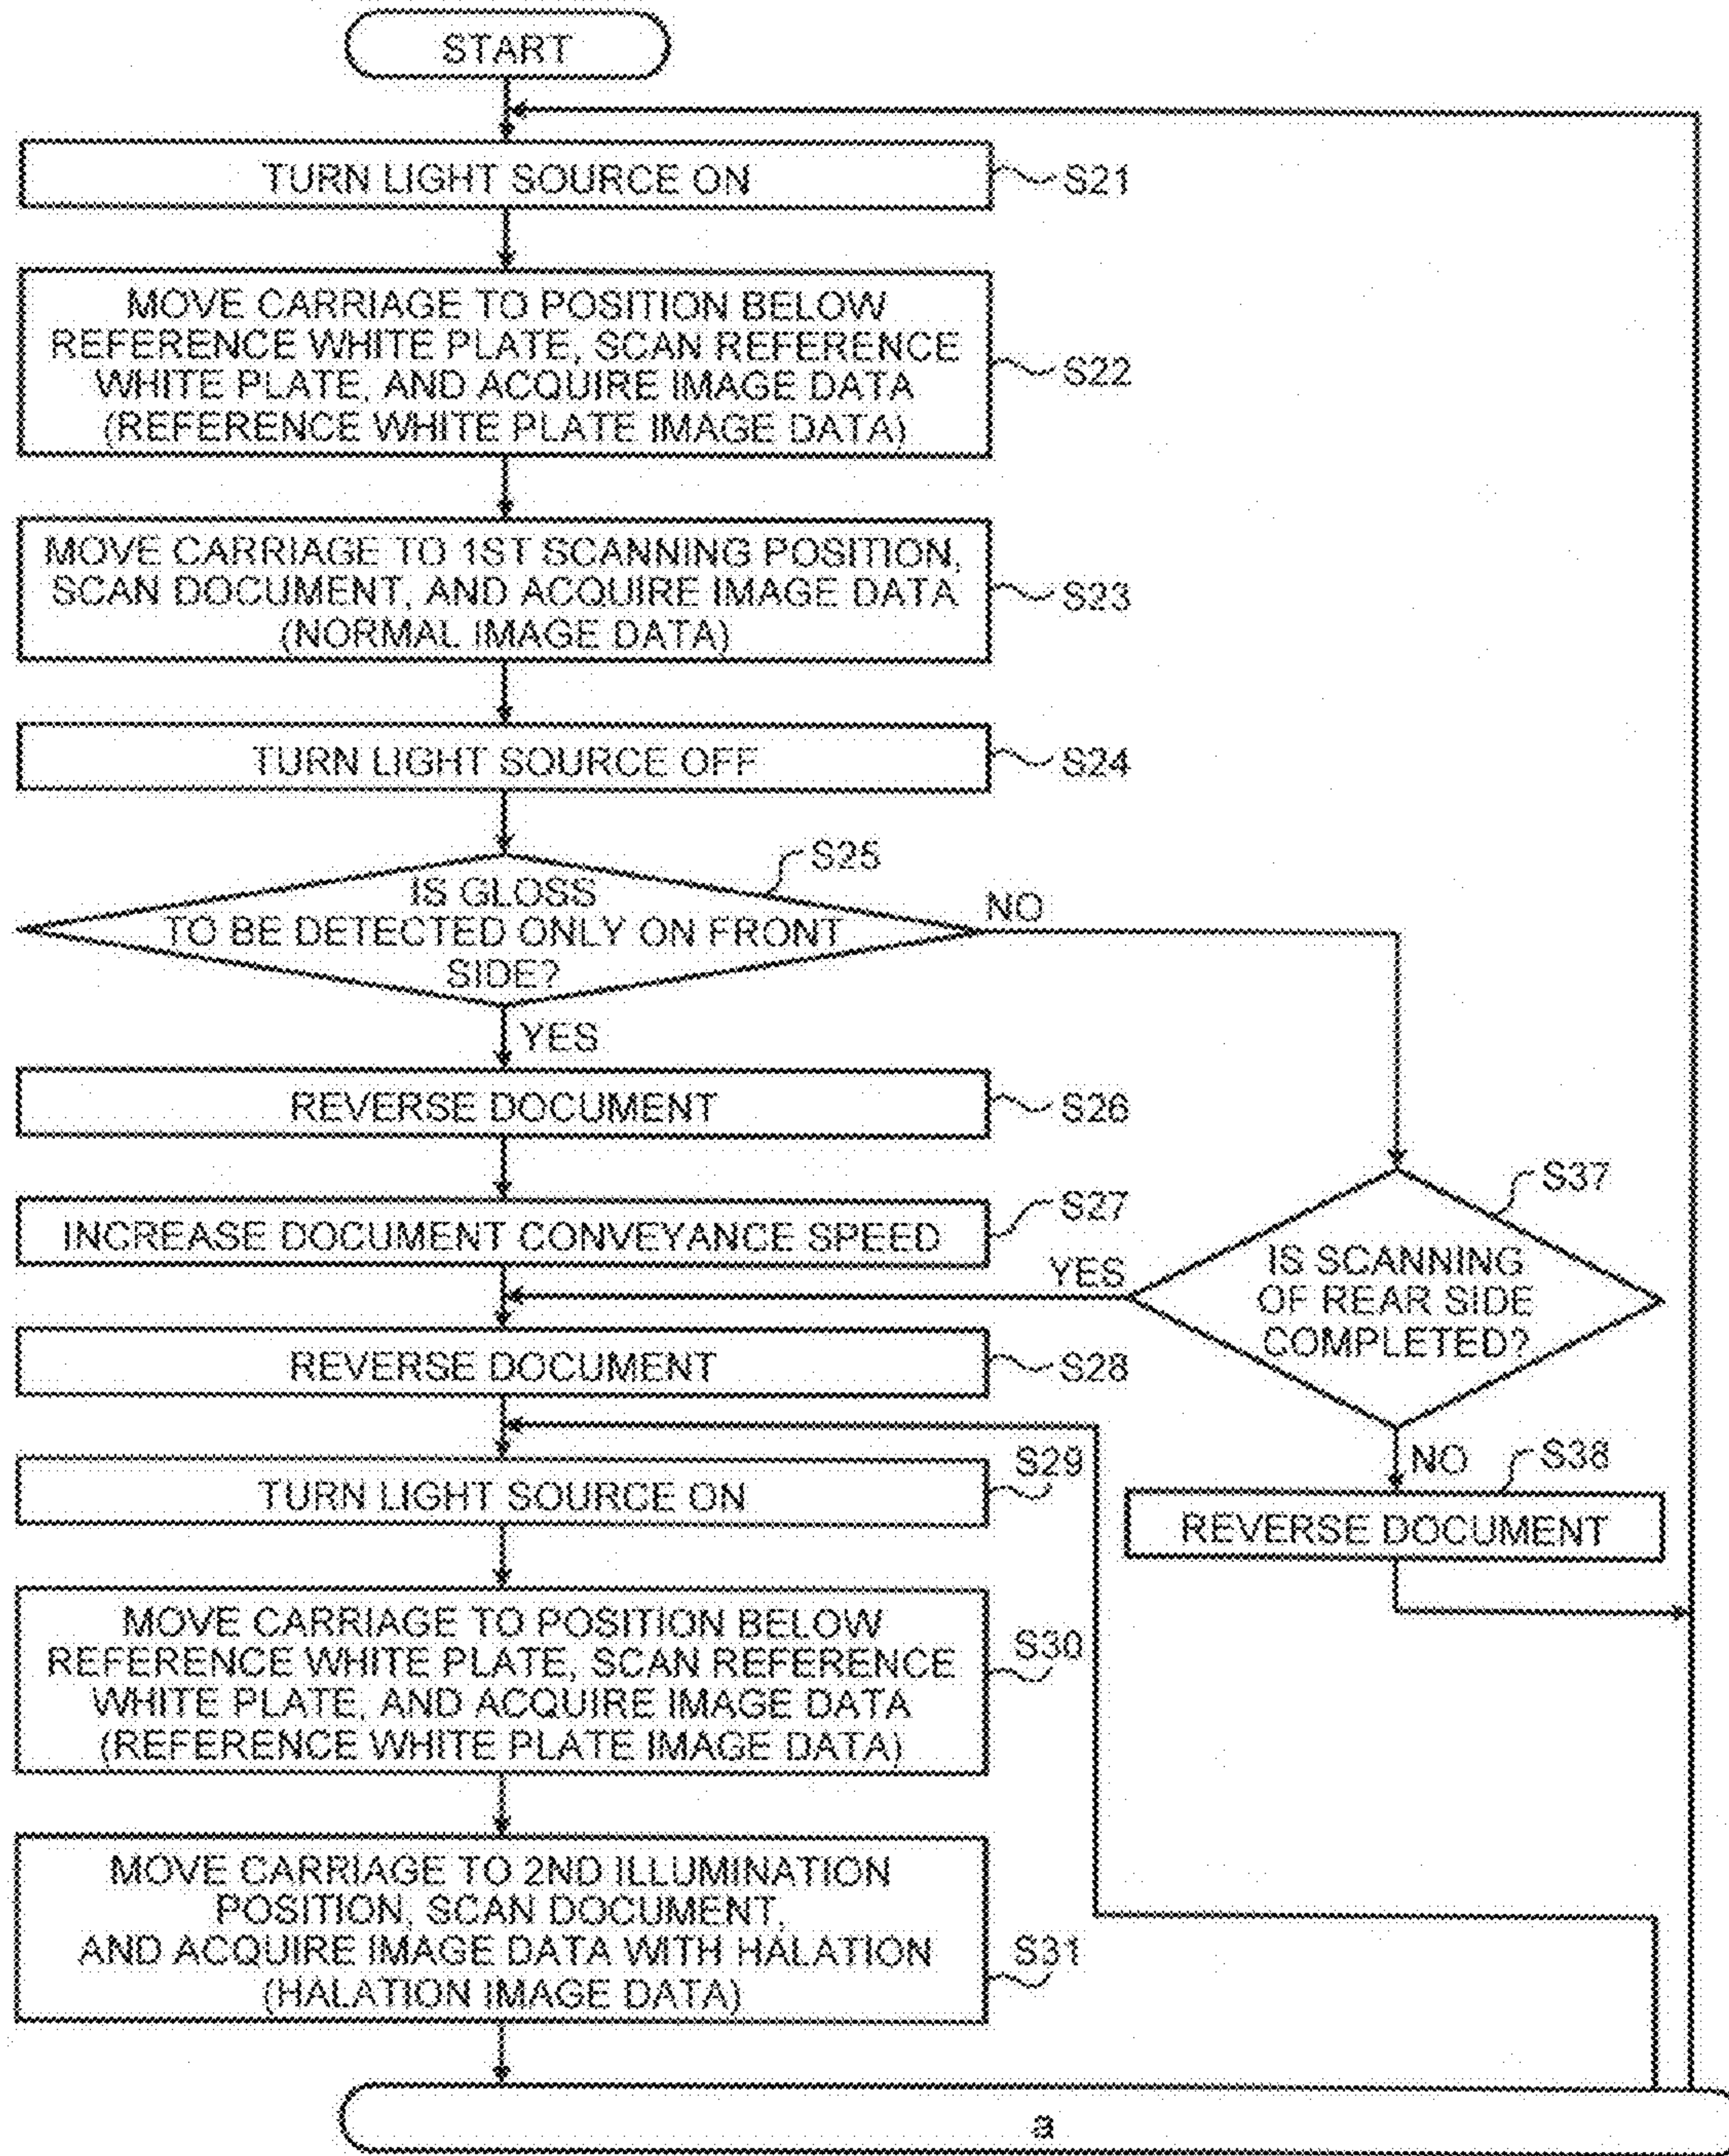 START
TURN LIGHT SOURCE ON
S21
MOVE CARRIAGE TO POSITION BELOW
REFERENCE WHITE PLATE, SCAN REFERENCE
WHITE PLATE, AND ACQUIRE IMAGE DATA
(REFERENCE WHITE PLATE IMAGE DATA)
S22
MOVE CARRIAGE TO 1ST SCANNING POSITION,
SCAN DOCUMENT, AND ACQUIRE IMAGE DATA
(NORMAL IMAGE DATA)
S23
TURN LIGHT SOURCE OFF
S24
S25
IS GLOSS
TO BE DETECTED ONLY ON FRONT
SIDE?
NO
YES
REVERSE DOCUMENT
S26
INCREASE DOCUMENT CONVEYANCE SPEED
S27
S37
IS SCANNING
OF REAR SIDE
COMPLETED?
YES
NO
REVERSE DOCUMENT
S28
S38
REVERSE DOCUMENT
TURN LIGHT SOURCE ON
S29
MOVE CARRIAGE TO POSITION BELOW
REFERENCE WHITE PLATE, SCAN REFERENCE
WHITE PLATE, AND ACQUIRE IMAGE DATA
(REFERENCE WHITE PLATE IMAGE DATA)
S30
MOVE CARRIAGE TO 2ND ILLUMINATION
POSITION, SCAN DOCUMENT,
AND ACQUIRE IMAGE DATA WITH HALATION
(HALATION IMAGE DATA)
S31
a